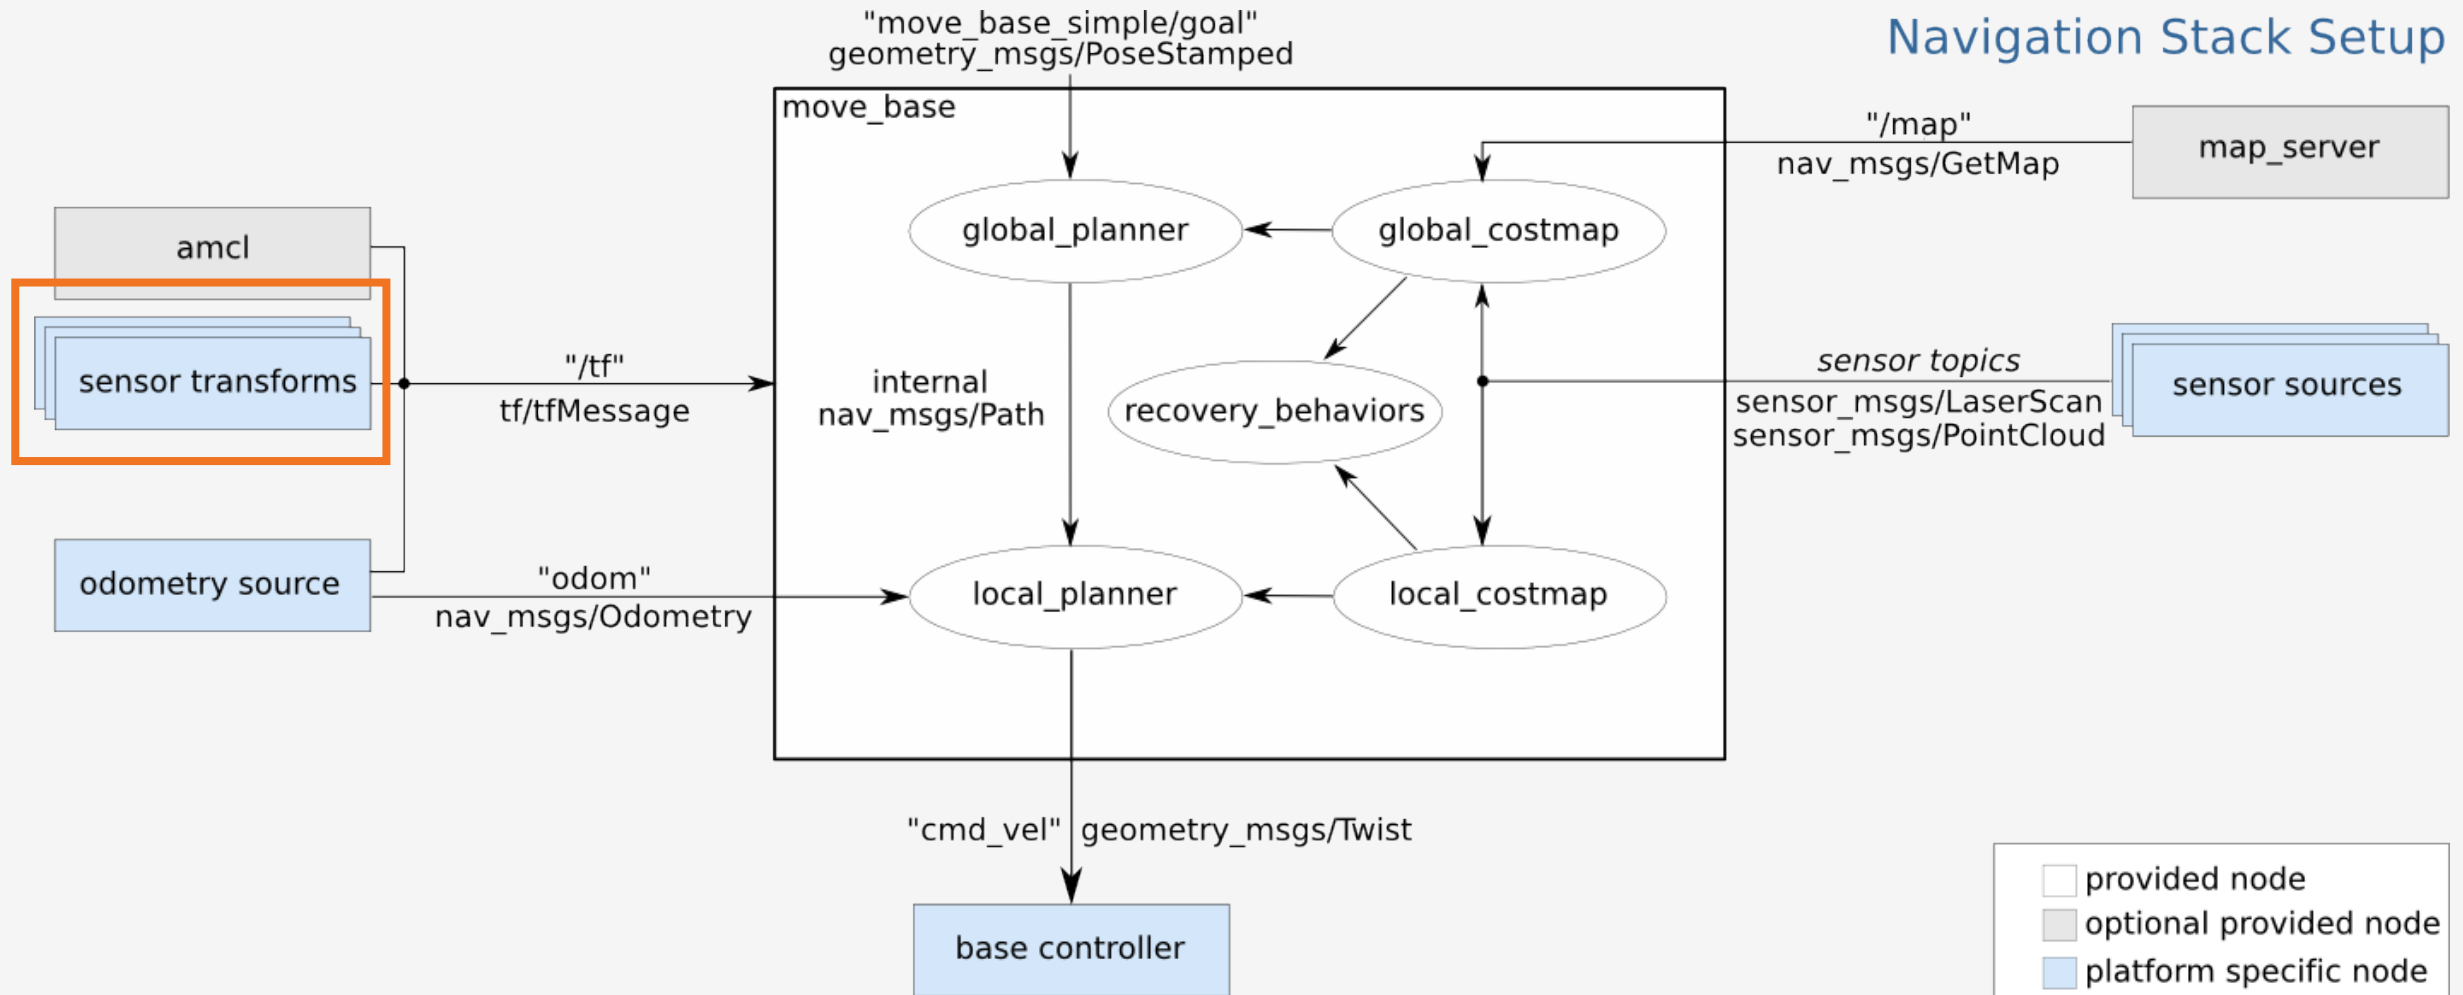 "move_base_simple/goal"
geometry_msgs/PoseStamped
Navigation Stack Setup
move_base
"/map"
nav_msgs/GetMap
map_server
global_planner
global_costmap
amcl
sensor transforms
"/tf"
tf/tfMessage
internal
nav_msgs/Path
recovery_behaviors
sensor topics
sensor_msgs/LaserScan
sensor_msgs/PointCloud
sensor sources
odometry source
"odom"
nav_msgs/Odometry
local_planner
local_costmap
"cmd_vel"
geometry_msgs/Twist
base controller
provided node
optional provided node
platform specific node